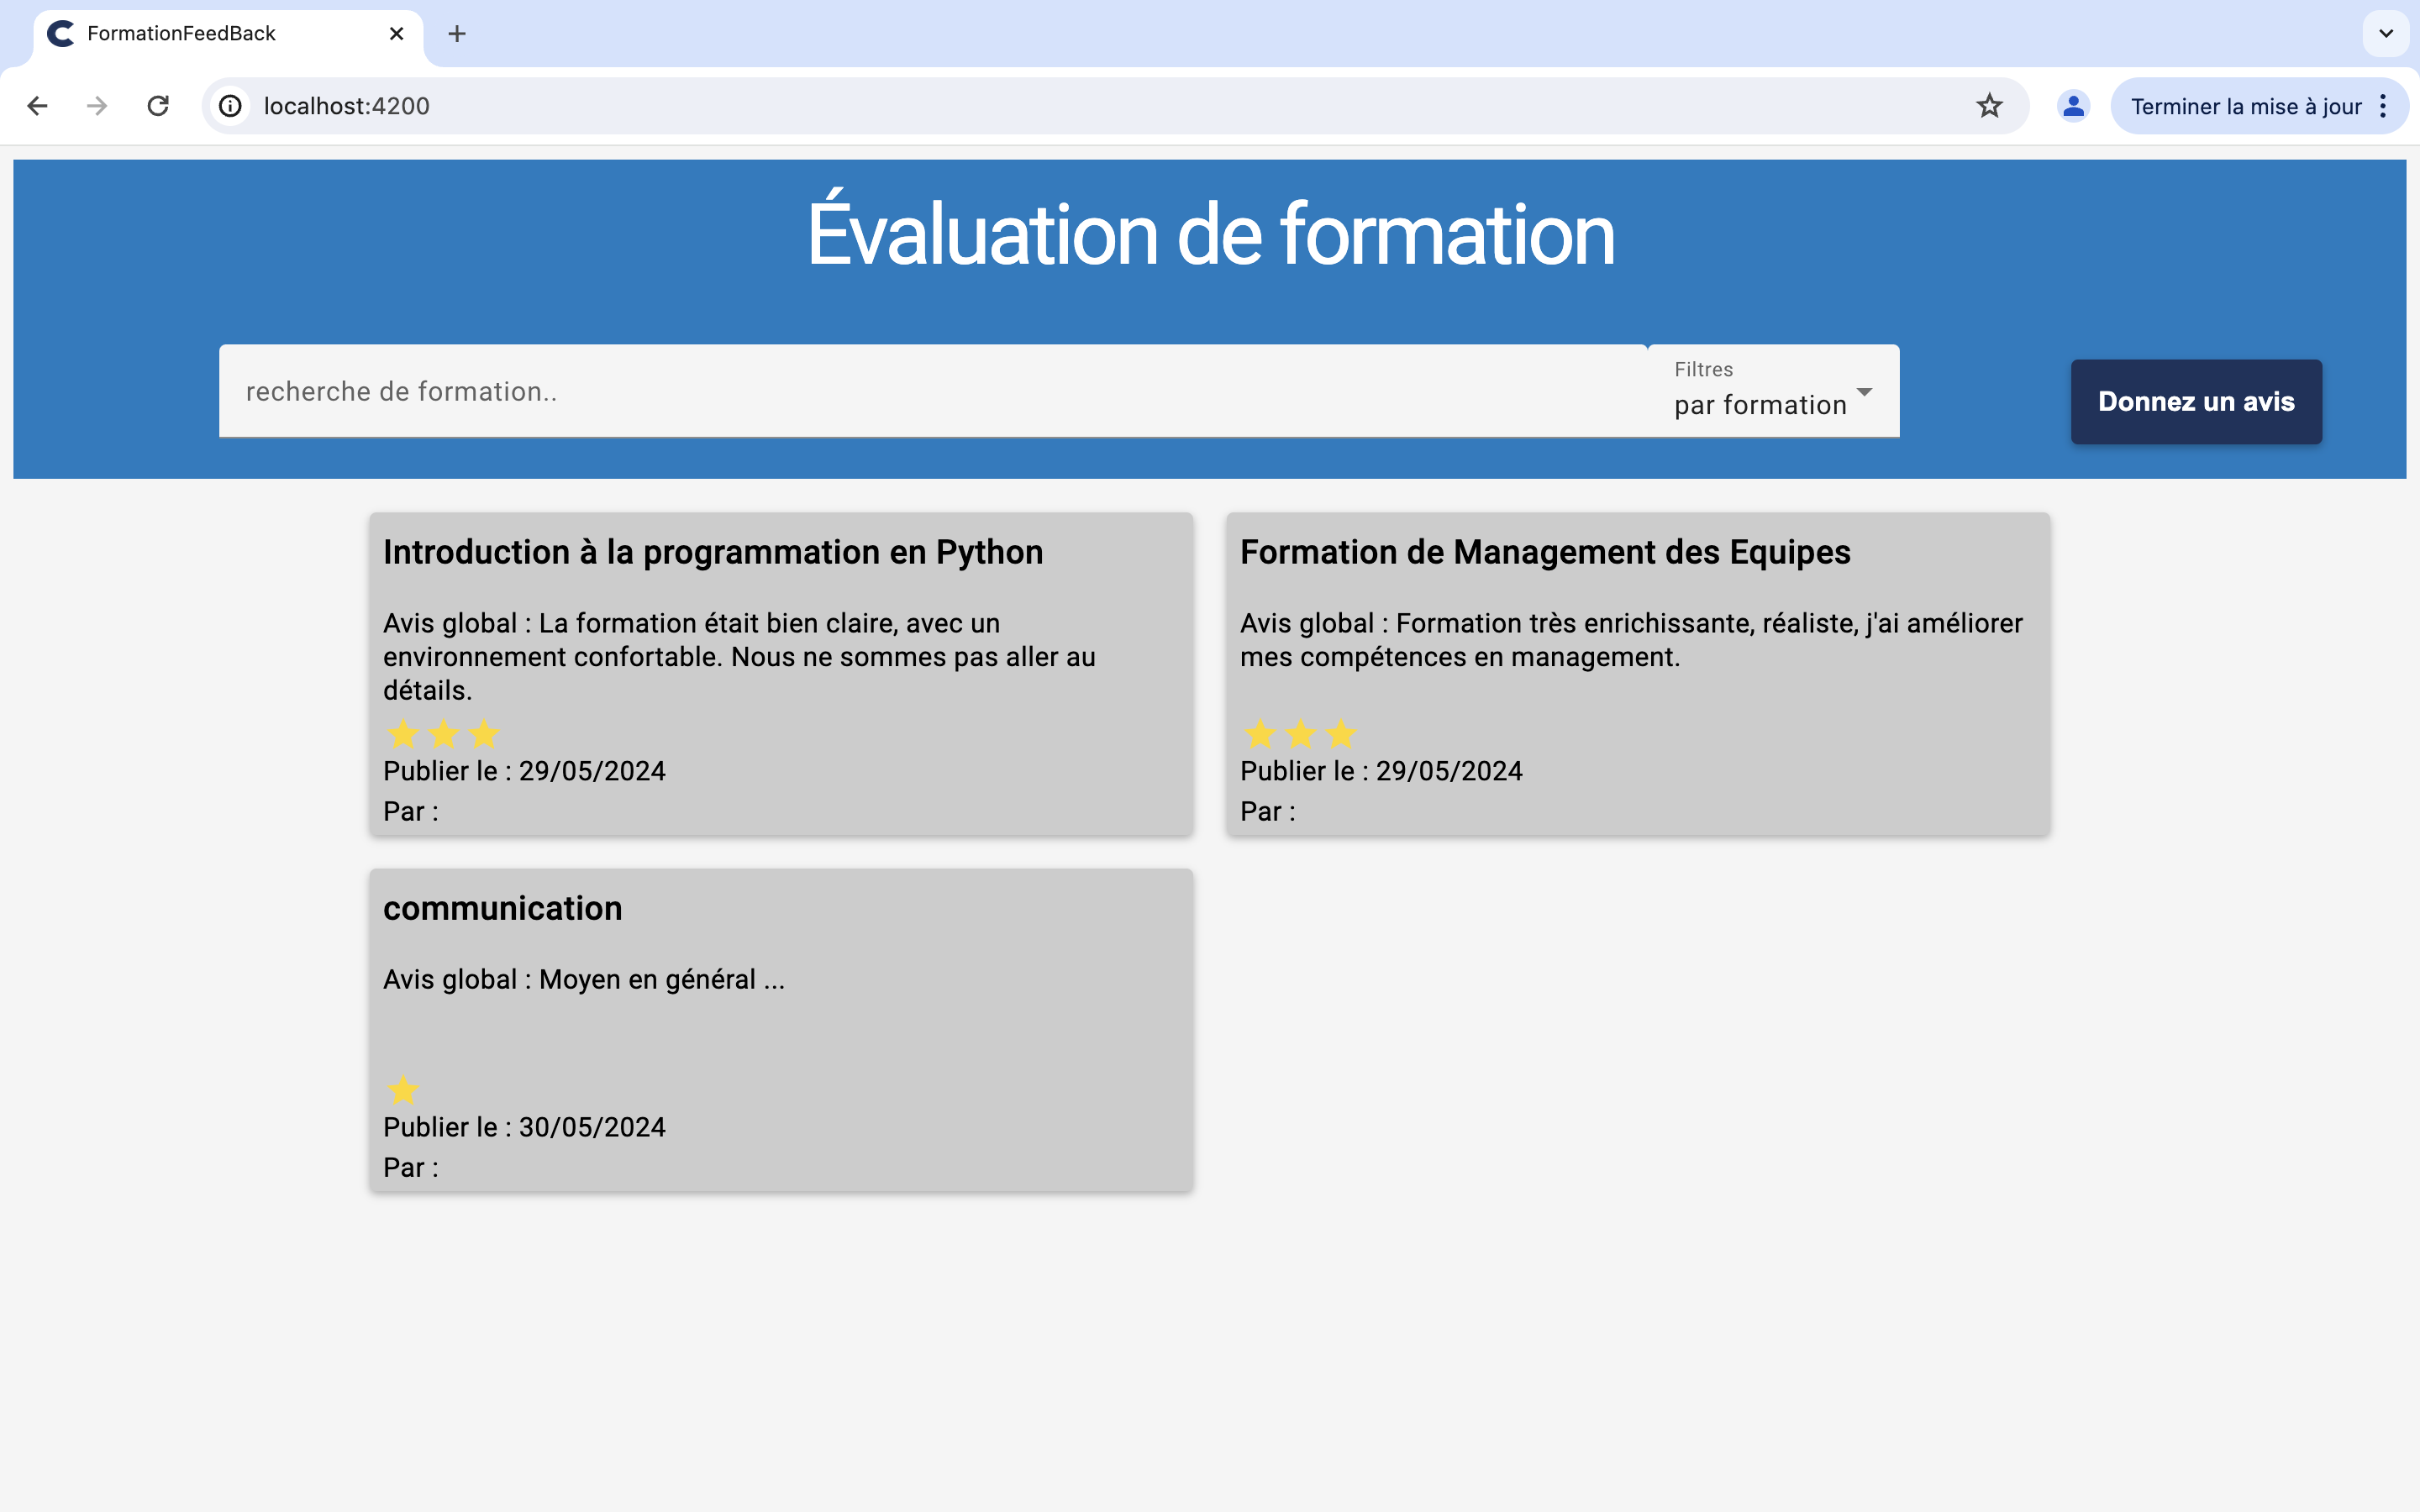 FormationFeedBack
localhost:4200
Terminer la mise à jour
Évaluation de formation
recherche de formation..
Filtres
par formation
Donnez un avis
Introduction à la programmation en Python
Avis global : La formation était bien claire, avec un
environnement confortable. Nous ne sommes pas aller au
détails.
Publier le : 29/05/2024
Par :
Formation de Management des Equipes
Avis global : Formation très enrichissante, réaliste, j'ai améliorer
mes compétences en management.
Publier le : 29/05/2024
Par :
communication
Avis global : Moyen en général ...
Publier le : 30/05/2024
Par :